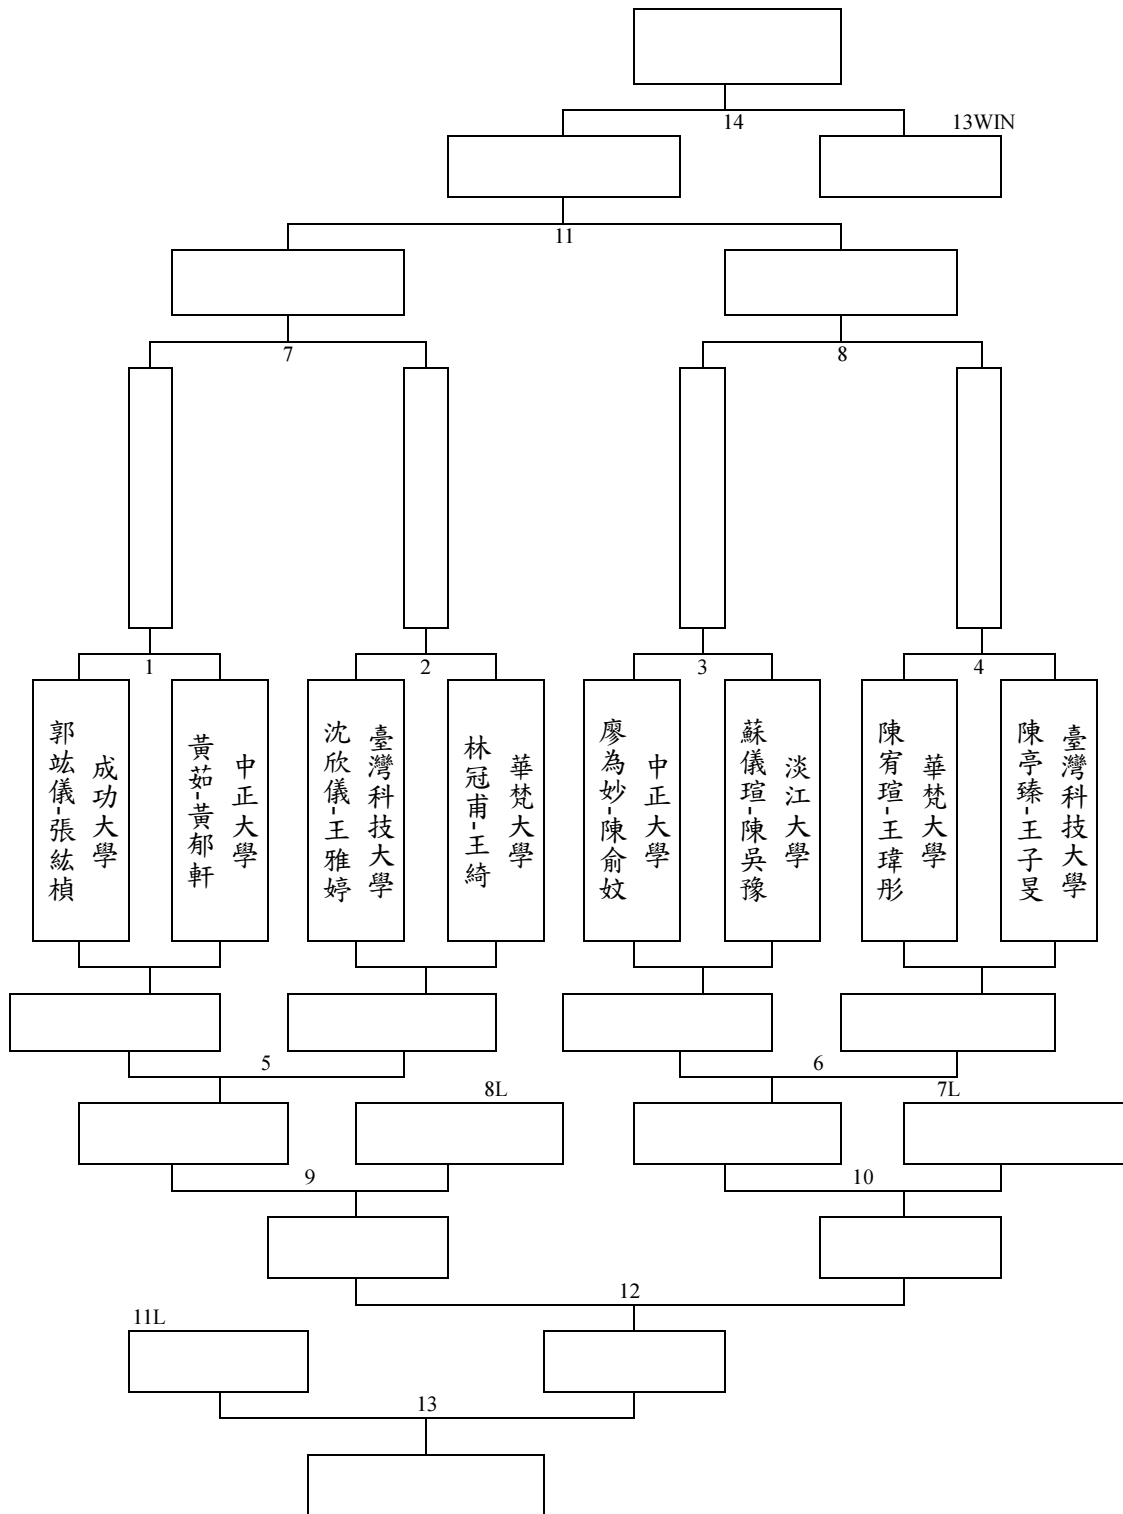 14
13WIN
11
7
8
1
2
3
4
成功大學
郭竑儀-張紘楨
中正大學
黃茹-黃郁軒
臺灣科技大學
沈欣儀-王雅婷
華梵大學
林冠甫-王綺
中正大學
廖為妙-陳俞妏
淡江大學
蘇儀瑄-陳吳豫
華梵大學
陳宥瑄-王瑋彤
臺灣科技大學
陳亭臻-王子旻
5
6
8L
7L
9
10
12
11L
13